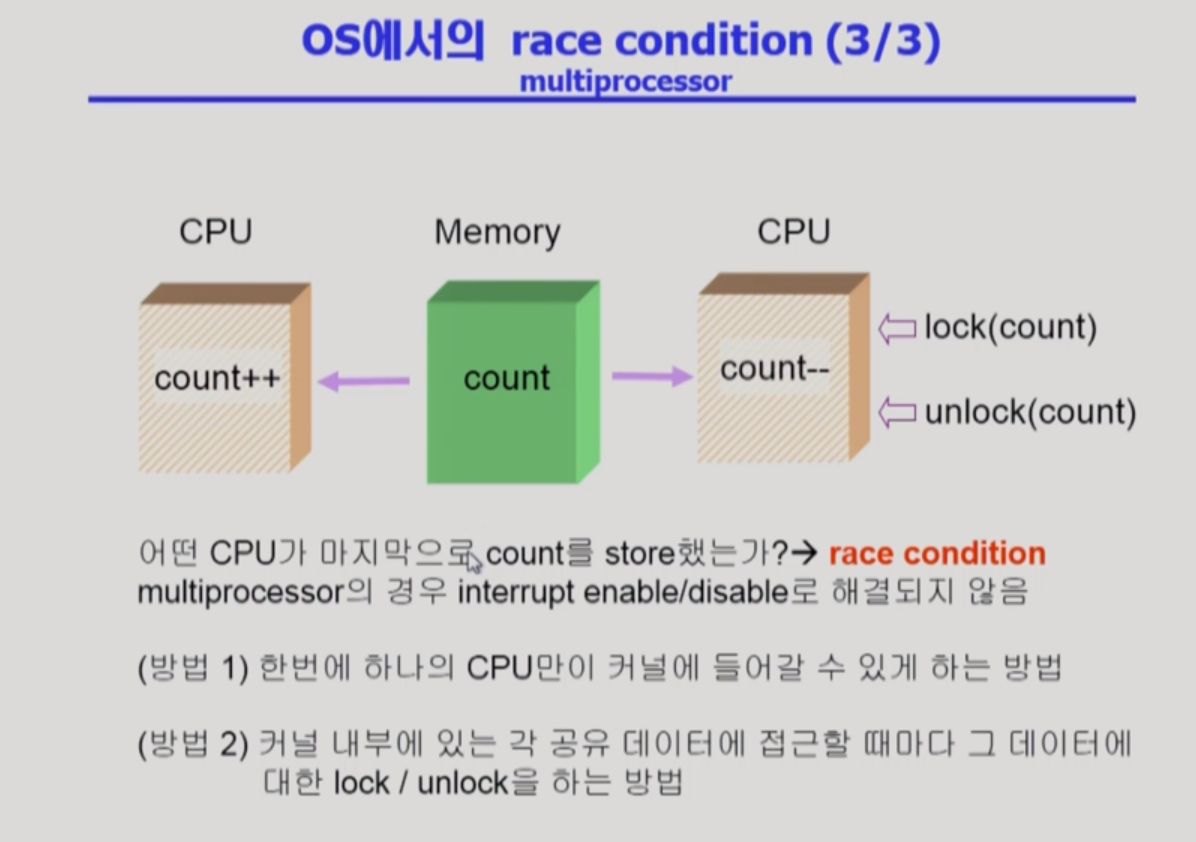 OS에서의 race condition (3/3)
multiprocessor
CPU
Memory
CPU
count++
count
count--
lock(count)
unlock(count)
어떤 CPU가 마지막으로 count를 store했는가?→ race condition
multiprocessor의 경우 interrupt enable/disable로 해결되지 않음
(방법 1) 한번에 하나의 CPU만이 커널에 들어갈 수 있게 하는 방법
(방법 2) 커널 내부에 있는 각 공유 데이터에 접근할 때마다 그 데이터에
대한 lock / unlock을 하는 방법